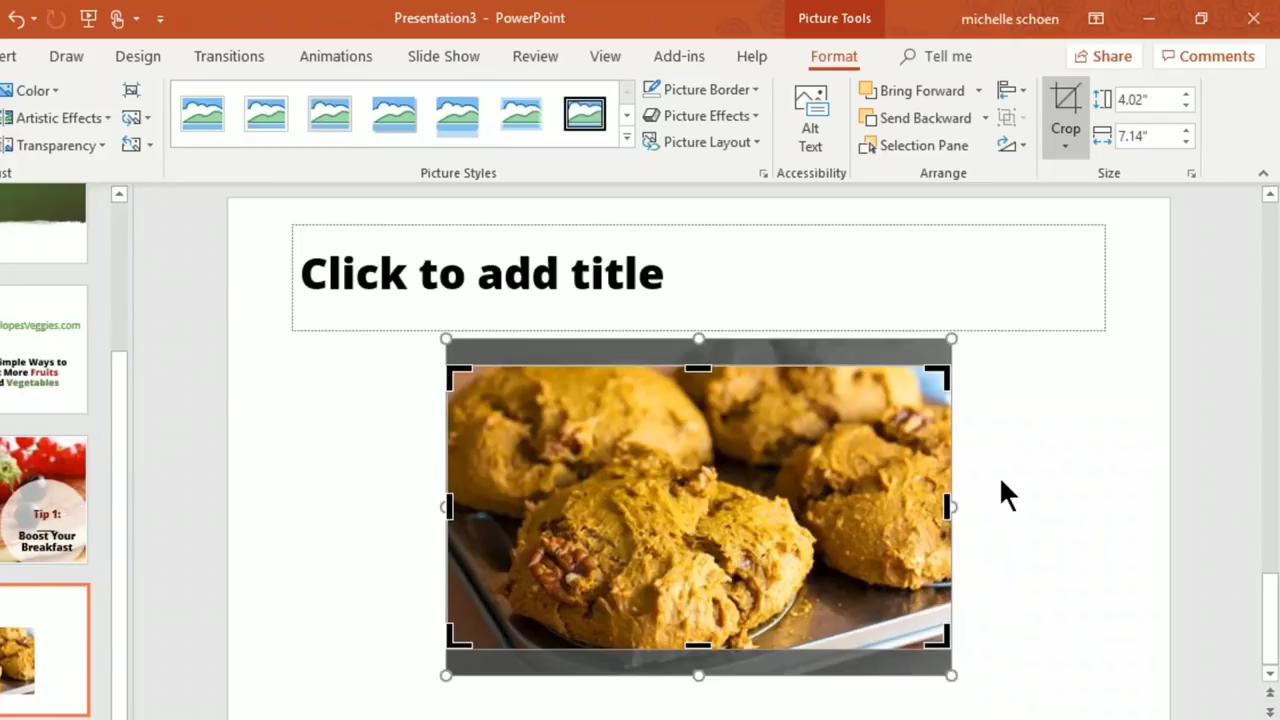 Presentation3 - PowerPoint
Picture Tools
michelle schoen
ert Draw Design Transitions Animations Slide Show Review View Add-ins Help Format Tell me Share Comments
Color
Artistic Effects
Transparency
Picture Border
Picture Effects
Picture Layout
Alt
Text
Bring Forward
Send Backward
Selection Pane
Crop
4.02"
7.14"
st
Picture Styles
Accessibility
Arrange
Size
Click to add title
lopesVeggies.com
imple Ways to
t More Fruits
d Vegetables
Tip 1:
Boost Your
Breakfast